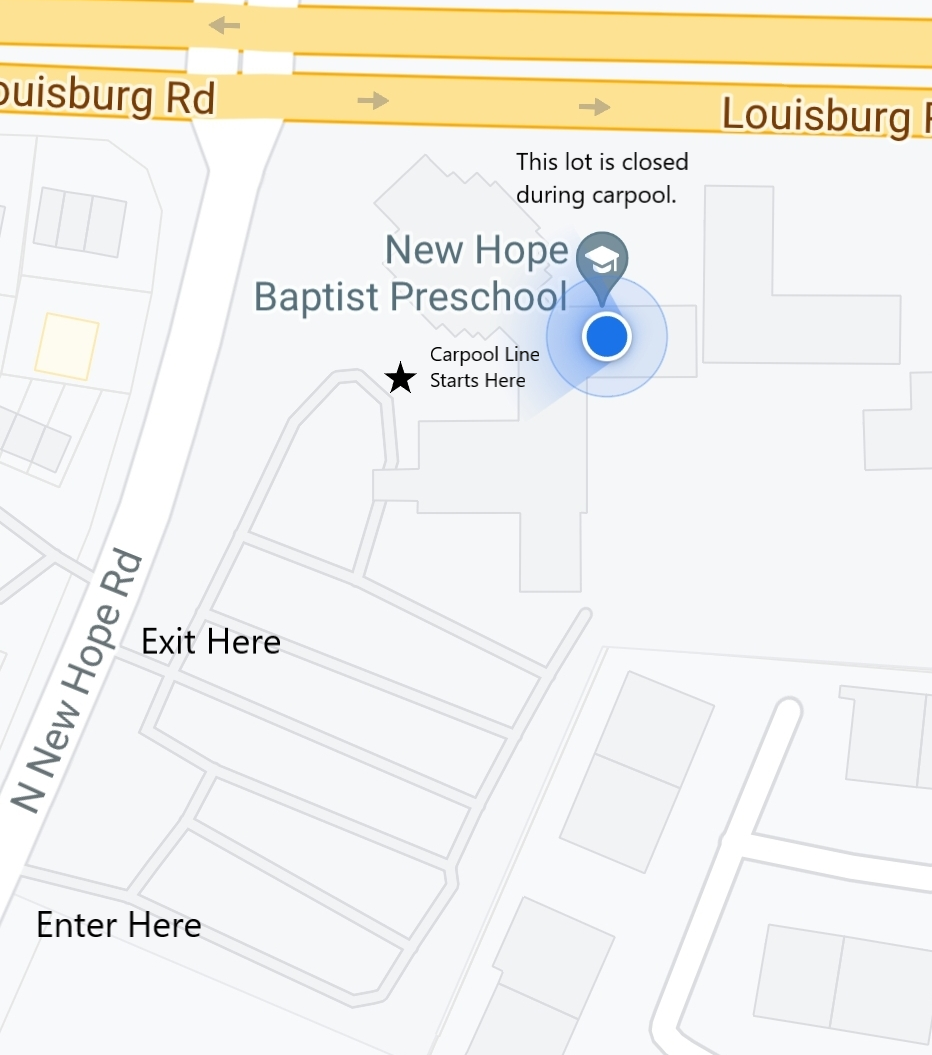 ouisburg Rd
Louisburg R
This lot is closed
during carpool.
New Hope
Baptist Preschool
Carpool Line
Starts Here
N New Hope Rd
Exit Here
Enter Here